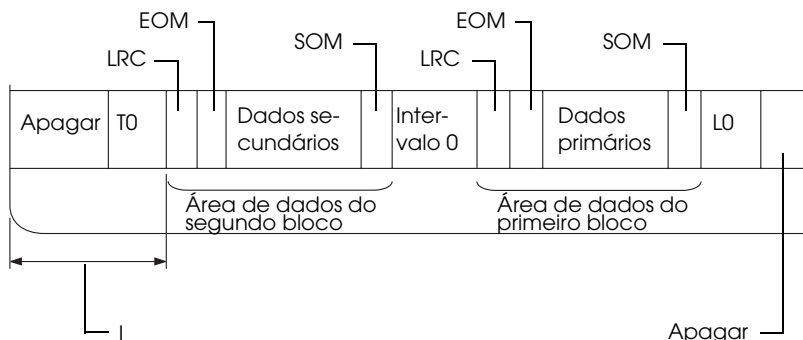 EOM
EOM
SOM
SOM
LRC
LRC
Apagar
T0
Dados se-
cundários
Inter-
valo 0
Dados
primários
L0
Área de dados do
segundo bloco
Área de dados do
primeiro bloco
Apagar